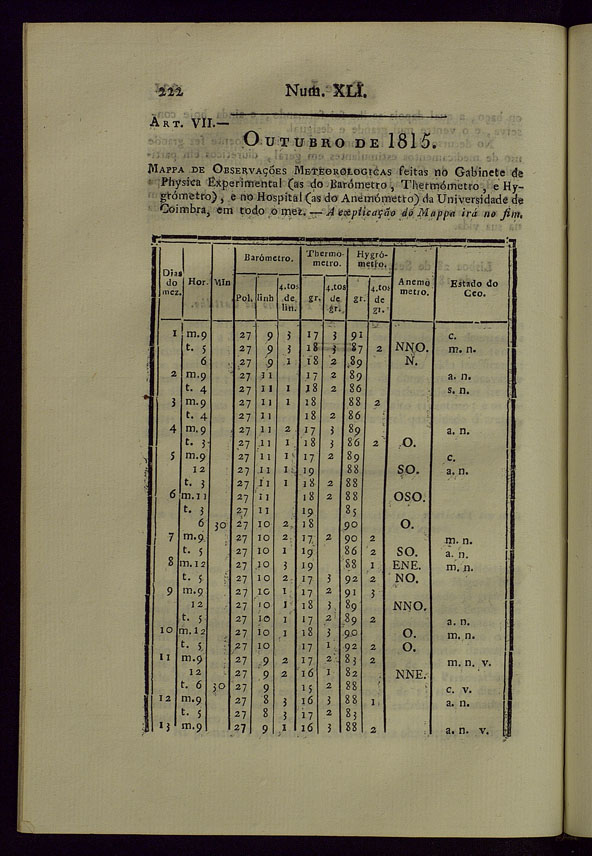 222 Num. XLI.
ART. VII.—
OUTUBRO DE 1815.
MAPPA DE OBSERVAÇÕES METEOROLOGICAS feitas no Gabinete de
Physica Experimental (as do Barómetro, Thermómetro, e Hy-
grómetro), e no Hospital (as do Anemómetro) da Universidade de
Coimbra, em todo o mez. — A explicação do Mappa irá no fim.
Dias do mez. Hor. Min Barómetro. Thermo-metro. Hygró-metro. Anemómetro. Estado do Ceo.
Pol. linh 4.tos de lin. gr. 4.tos de gr. gr. 4.tos de gr.
1 m.9 27 9 3 17 3 91 c.
t. 5 27 9 3 18 3 87 2 NNO. m. n.
6 27 9 1 18 2 89 N.
2 m.9 27 11 17 2 89 a. n.
t. 4 27 11 1 18 2 86 s. n.
3 m.9 27 11 1 18 88 2
t. 4 27 11 18 2 86
4 m.9 27 11 2 17 3 89 a. n.
t. 3 27 11 1 18 3 86 2 O.
5 m.9 27 11 1 17 2 89 c.
12 27 11 1 19 88 SO. a. n.
t. 3 27 11 1 18 2 88
6 m.11 27 11 18 2 88 OSO.
t. 3 27 11 19 85
6 30 27 10 2 18 90 O.
7 m.9 27 10 2 17 2 90 2 m. n.
t. 5 27 10 1 19 86 2 SO. a. n.
8 m.12 27 10 3 19 88 1 ENE. m. n.
t. 5 27 10 2 17 3 92 2 NO.
9 m.9 27 10 1 17 2 91 3
12 27 10 1 18 3 89 NNO.
t. 5 27 10 1 17 2 89 2 a. n.
10 m.12 27 10 1 18 3 90 O. m. n.
t. 5 27 10 17 1 92 2 O.
11 m.9 27 9 2 17 2 83 2 m. n. v.
12 27 9 2 16 1 82 NNE.
t. 6 30 27 9 15 2 88 c. v.
12 m.9 27 8 3 16 3 88 1 a. n.
t. 5 27 8 3 17 2 83
13 m.9 27 9 1 16 3 88 2 a. n. v.